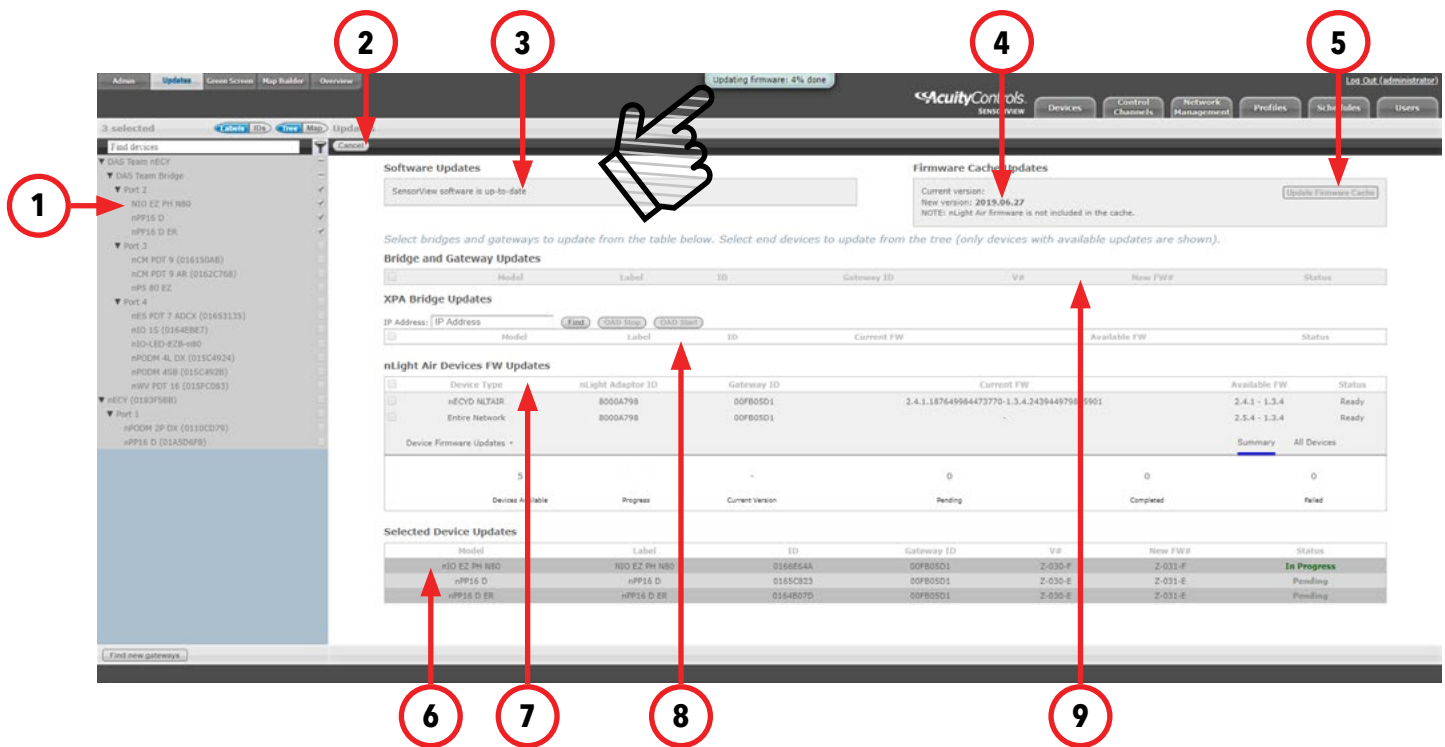 2
3
4
5
Admin Updates Green Screen Map Builder Overview
Updating firmware: 4% done
Log Out (administrator)
AcuityControls.
SENSORVIEW
Devices
Control Channels
Network Management
Profiles
Schedules
Users
3 selected
Labels IDs Tree Map
Updates
Find devices
Cancel
DAS Team nECY
DAS Team Bridge
Port 2
NIO EZ PH N80
nPP16 D
nPP16 D ER
Port 3
nCM PDT 9 (016150AB)
nCM PDT 9 AR (0162C768)
nPS 80 EZ
Port 4
nES PDT 7 ADCX (01653135)
nIO 1S (0164EBE7)
nIO-LED-EZB-n80
nPODM 4L DX (015C4924)
nPODM 4SB (015C492B)
nWV PDT 16 (015FC083)
nECY (0183F5BB)
Port 1
nPODM 2P DX (0110CD79)
nPP16 D (01A5D6FB)
Find new gateways
1
Software Updates
SensorView software is up-to-date
Firmware Cache Updates
Current version:
New version: 2019.06.27
NOTE: nLight Air firmware is not included in the cache.
Update Firmware Cache
Select bridges and gateways to update from the table below. Select end devices to update from the tree (only devices with available updates are shown).
Bridge and Gateway Updates
Model Label ID Gateway ID V# New FW# Status
XPA Bridge Updates
IP Address: IP Address Find OAD Stop OAD Start
Model Label ID Current FW Available FW Status
nLight Air Devices FW Updates
Device Type nLight Adaptor ID Gateway ID Current FW Available FW Status
nECYD NLTAIR 8000A798 00FB05D1 2.4.1 - 1.3.4 Ready
Entire Network 8000A798 00FB05D1 - 2.5.4 - 1.3.4 Ready
Device Firmware Updates
Summary All Devices
5 - 0 0 0
Devices Available Progress Current Version Pending Completed Failed
Selected Device Updates
Model Label ID Gateway ID V# New FW# Status
nIO EZ PH N80 NIO EZ PH N80 0166E64A 00FB05D1 Z-030-F Z-031-F In Progress
nPP16 D nPP16 D 0165C823 00FB05D1 Z-030-E Z-031-E Pending
nPP16 D ER nPP16 D ER 0164B07D 00FB05D1 Z-030-E Z-031-E Pending
6
7
8
9